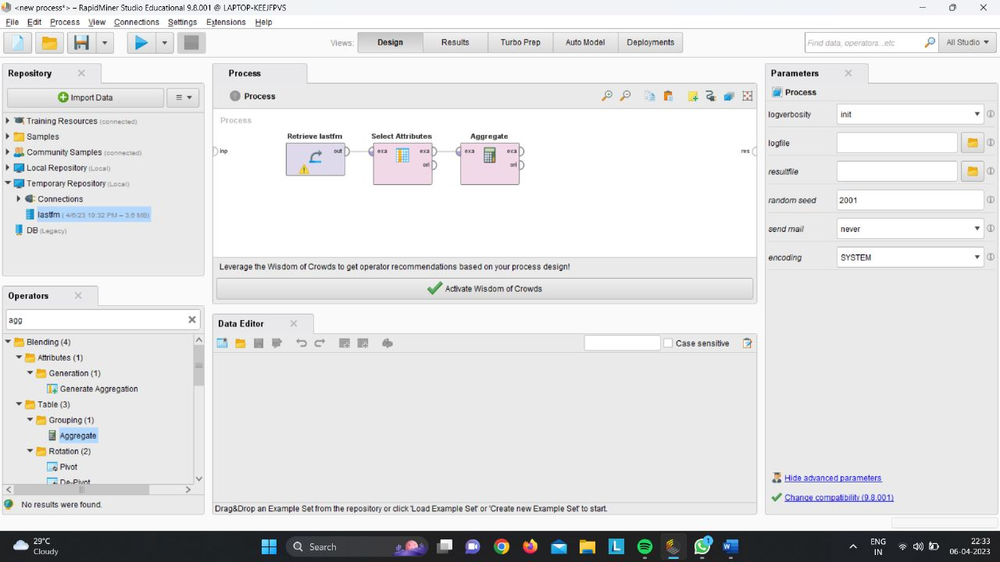 <new process*> – RapidMiner Studio Educational 9.8.001 @ LAPTOP-KEEJFPVS
File Edit Process View Connections Settings Extensions Help
Views: Design Results Turbo Prep Auto Model Deployments
Find data, operators...etc All Studio
Repository
Import Data
Training Resources (connected)
Samples
Community Samples (connected)
Local Repository (Local)
Temporary Repository (Local)
Connections
lastfm ( 4/6/23 10:32 PM – 3.6 MB)
DB (Legacy)
Operators
agg
Blending (4)
Attributes (1)
Generation (1)
Generate Aggregation
Table (3)
Grouping (1)
Aggregate
Rotation (2)
Pivot
De-Pivot
No results were found.
Process
Process
Process
Retrieve lastfm Select Attributes Aggregate
inp out exa exa exa exa res
ori ori
Leverage the Wisdom of Crowds to get operator recommendations based on your process design!
Activate Wisdom of Crowds
Data Editor
Case sensitive
Drag&Drop an Example Set from the repository or click 'Load Example Set' or 'Create new Example Set' to start.
Parameters
Process
logverbosity init
logfile
resultfile
random seed 2001
send mail never
encoding SYSTEM
Hide advanced parameters
Change compatibility (9.8.001)
29°C
Cloudy
Search
L
1
W
ENG
IN
22:33
06-04-2023